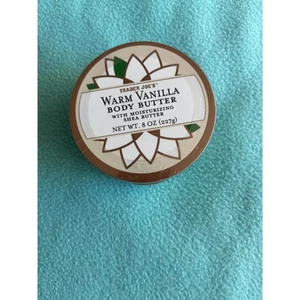 TRADER JOE'S
WARM VANILLA
BODY BUTTER
WITH MOISTURIZING
SHEA BUTTER
NET WT. 8 OZ (227g)